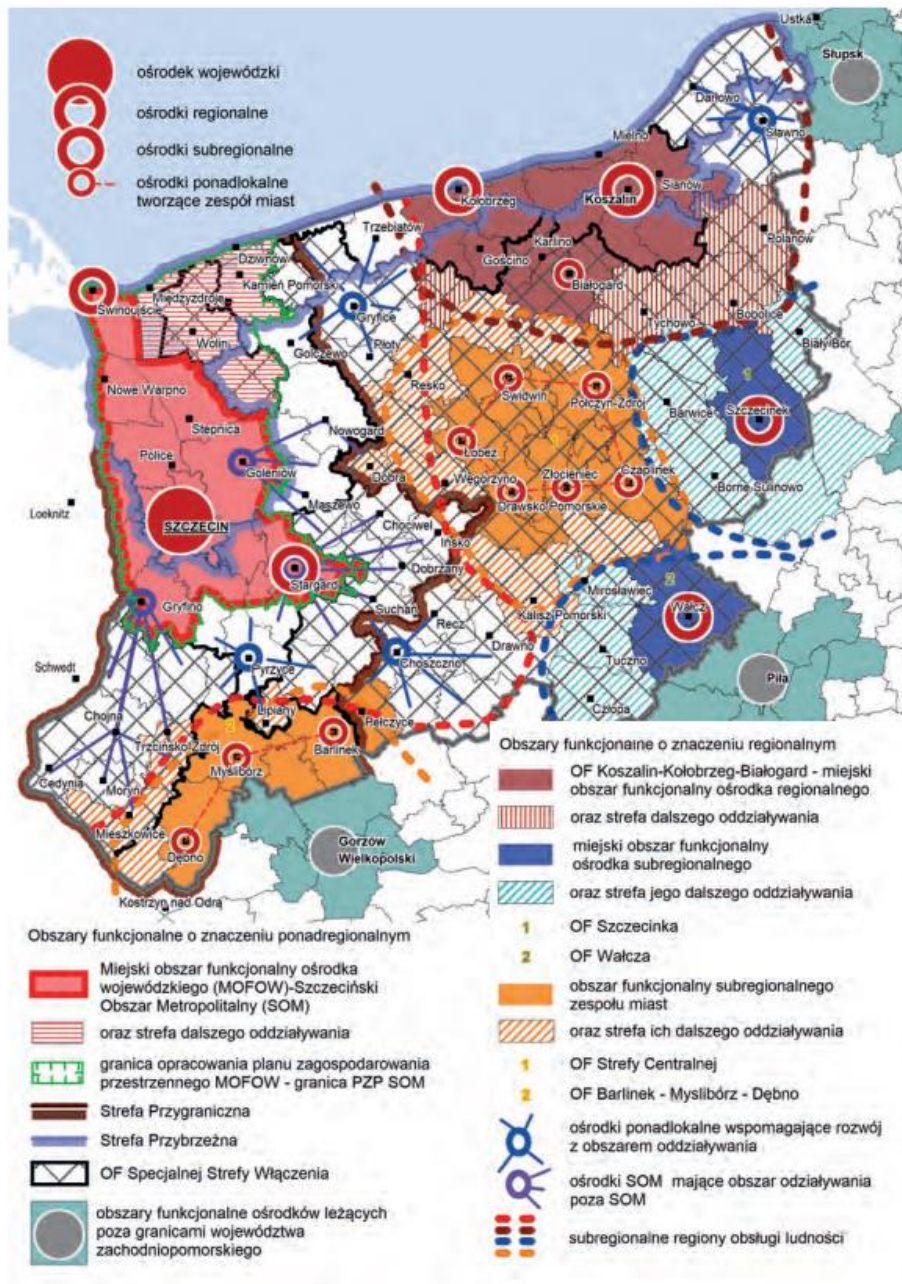 ośrodek wojewódzki
ośrodki regionalne
ośrodki subregionalne
ośrodki ponadlokalne
tworzące zespół miast
Ustka
Słupsk
Darłowo
Sławno
Mielno
Sianów
Kołobrzeg
Koszalin
Trzebiatów
Dziwnów
Karlino
Gościno
Polanów
Kamień Pomorski
Białogard
Świnoujście
Międzyzdroje
Gryfice
Tychowo
Bobolice
Wolin
Płoty
Biały Bór
Golczewo
1
Resko
Świdwin
Połczyn-Zdrój
Barwice
Szczecinek
Nowe Warpno
Stepnica
Nowogard
Łobez
1
Police
Goleniów
Dobra
Węgorzyno
Złocieniec
Czaplinek
Borne Sulinowo
Drawsko Pomorskie
Loeknitz
Maszewo
Chociwel
SZCZECIN
Ińsko
Dobrzany
Stargard
Mirosławiec
2
Suchań
Kalisz Pomorski
Wałcz
Gryfino
Recz
Drawno
Schwedt
Pyrzyce
Choszczno
Tuczno
Piła
Człopa
Chojna
Lipiany
Pełczyce
Trzcińsko-Zdrój
2
Barlinek
Myślibórz
Cedynia
Moryń
Mieszkowice
Gorzów
Wielkopolski
Dębno
Kostrzyn nad Odrą
Obszary funkcjonalne o znaczeniu ponadregionalnym
Miejski obszar funkcjonalny ośrodka
wojewódzkiego (MOFOW)-Szczeciński
Obszar Metropolitalny (SOM)
oraz strefa dalszego oddziaływania
granica opracowania planu zagospodarowania
przestrzennego MOFOW - granica PZP SOM
Strefa Przygraniczna
Strefa Przybrzeżna
OF Specjalnej Strefy Włączenia
obszary funkcjonalne ośrodków leżących
poza granicami województwa
zachodniopomorskiego
Obszary funkcjonalne o znaczeniu regionalnym
OF Koszalin-Kołobrzeg-Białogard - miejski
obszar funkcjonalny ośrodka regionalnego
oraz strefa dalszego oddziaływania
miejski obszar funkcjonalny
ośrodka subregionalnego
oraz strefa jego dalszego oddziaływania
1 OF Szczecinka
2 OF Wałcza
obszar funkcjonalny subregionalnego
zespołu miast
oraz strefa ich dalszego oddziaływania
1 OF Strefy Centralnej
2 OF Barlinek - Myslibórz - Dębno
ośrodki ponadlokalne wspomagające rozwój
z obszarem oddziaływania
ośrodki SOM mające obszar odziaływania
poza SOM
subregionalne regiony obsługi ludności